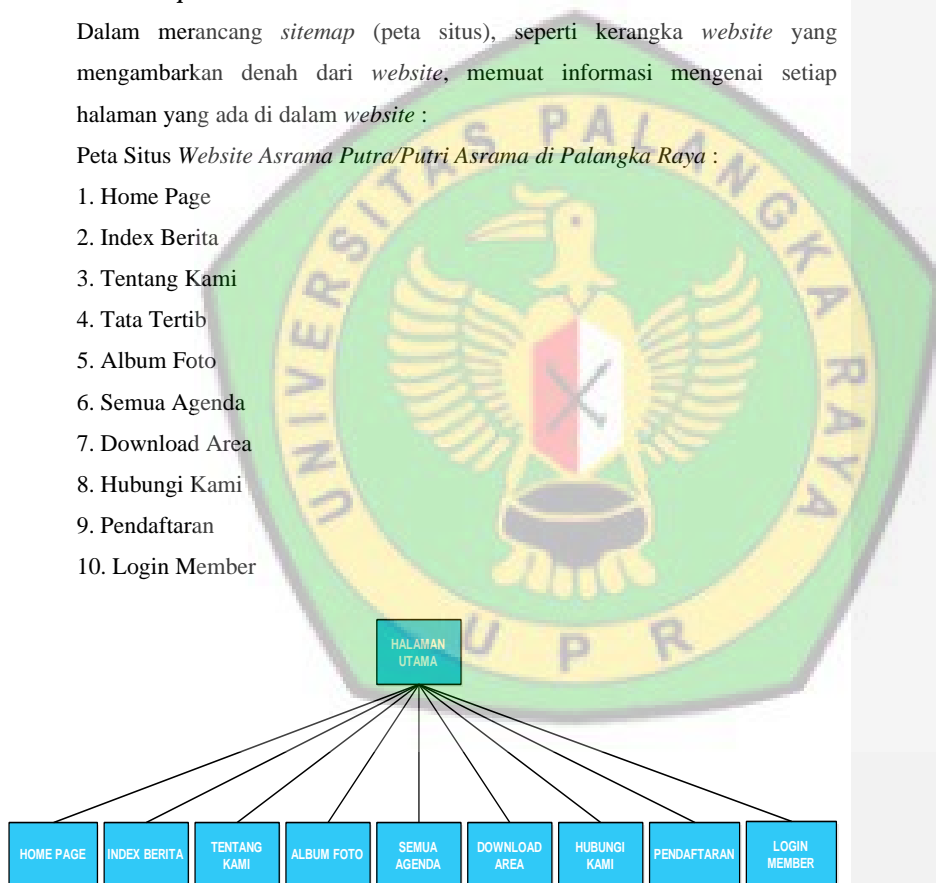 Dalam merancang sitemap (peta situs), seperti kerangka website yang
mengambarkan denah dari website, memuat informasi mengenai setiap
halaman yang ada di dalam website :
Peta Situs Website Asrama Putra/Putri Asrama di Palangka Raya :
1. Home Page
2. Index Berita
3. Tentang Kami
4. Tata Tertib
5. Album Foto
6. Semua Agenda
7. Download Area
8. Hubungi Kami
9. Pendaftaran
10. Login Member
UNIVERSITAS PALANGKA RAYA
UPR
HALAMAN
UTAMA
HOME PAGE
INDEX BERITA
TENTANG
KAMI
ALBUM FOTO
SEMUA
AGENDA
DOWNLOAD
AREA
HUBUNGI
KAMI
PENDAFTARAN
LOGIN
MEMBER